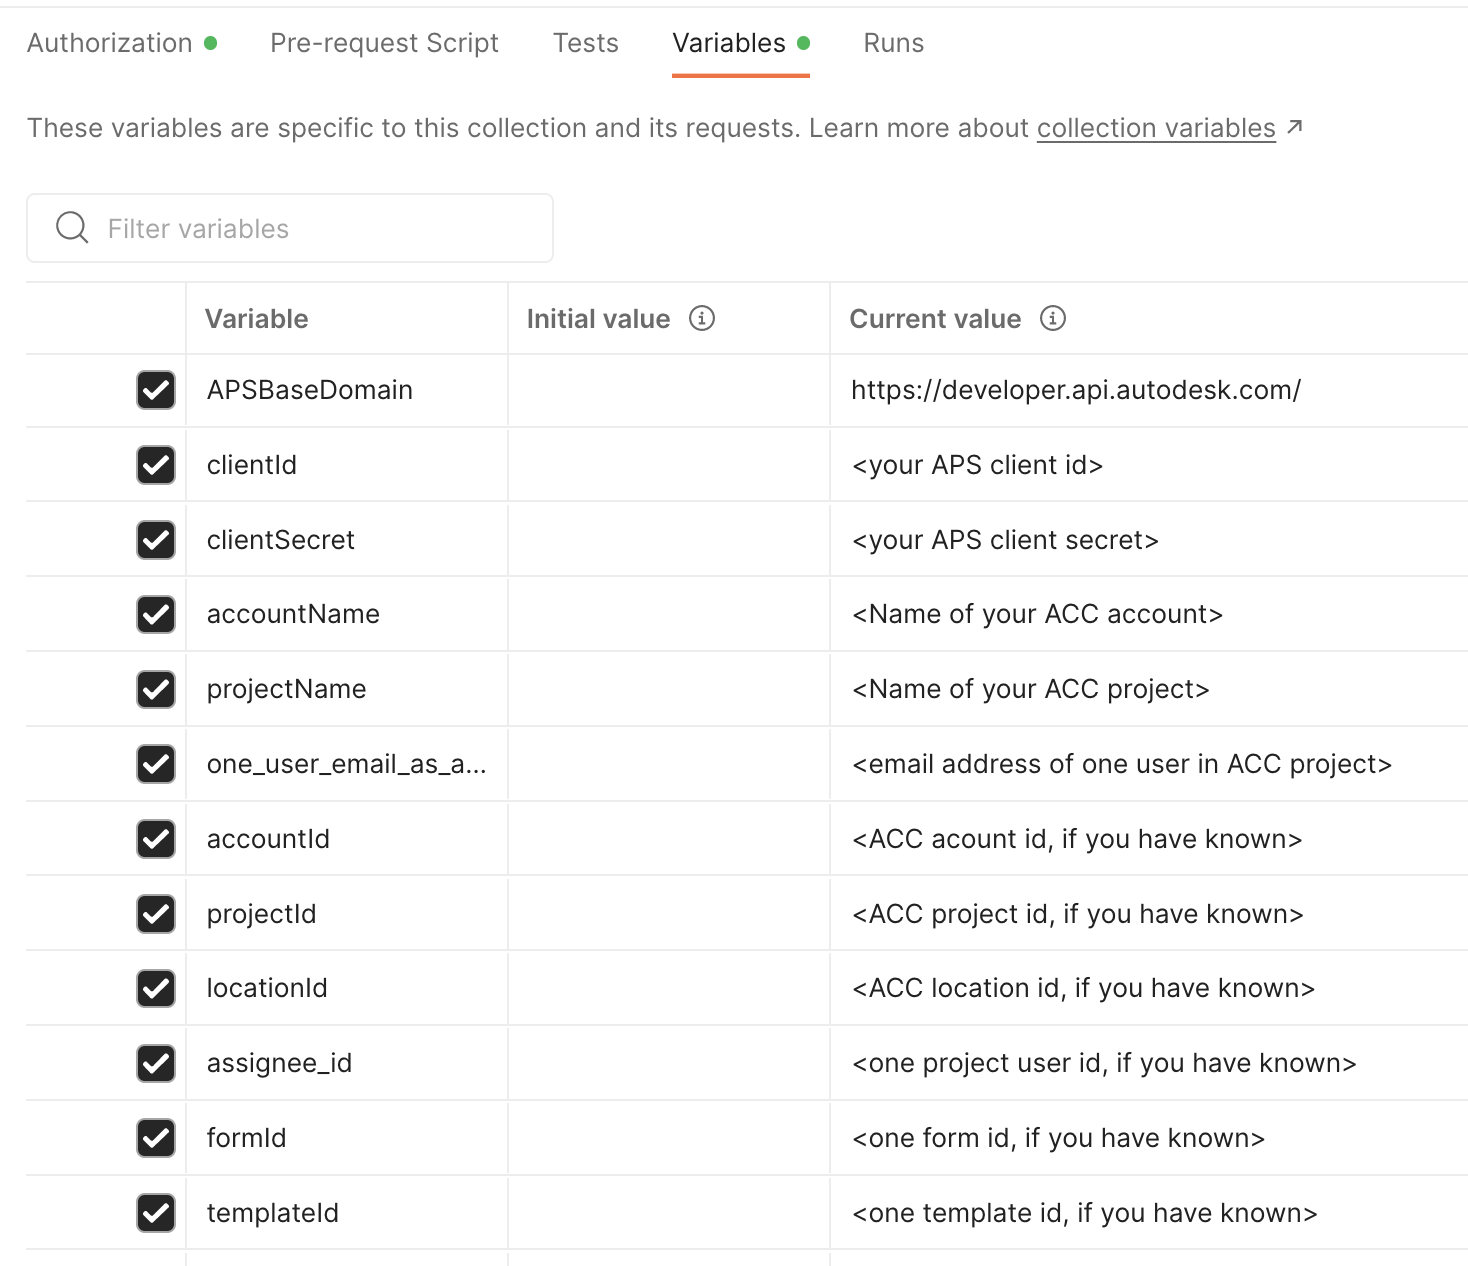 Authorization Pre-request Script Tests Variables Runs
These variables are specific to this collection and its requests. Learn more about collection variables ↗
Filter variables
Variable Initial value Current value
APSBaseDomain https://developer.api.autodesk.com/
clientId <your APS client id>
clientSecret <your APS client secret>
accountName <Name of your ACC account>
projectName <Name of your ACC project>
one_user_email_as_a... <email address of one user in ACC project>
accountId <ACC acount id, if you have known>
projectId <ACC project id, if you have known>
locationId <ACC location id, if you have known>
assignee_id <one project user id, if you have known>
formId <one form id, if you have known>
templateId <one template id, if you have known>